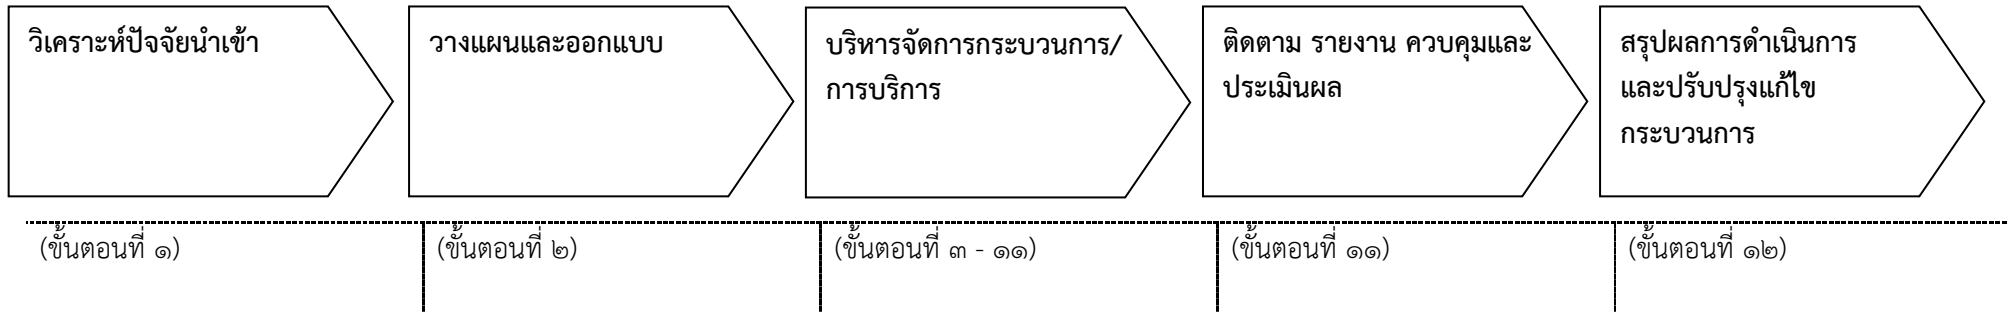 วิเคราะห์ปัจจัยนำเข้า
วางแผนและออกแบบ
บริหารจัดการกระบวนการ/
การบริการ
ติดตาม รายงาน ควบคุมและ
ประเมินผล
สรุปผลการดำเนินการ
และปรับปรุงแก้ไข
กระบวนการ
(ขั้นตอนที่ ๑)
(ขั้นตอนที่ ๒)
(ขั้นตอนที่ ๓ - ๑๑)
(ขั้นตอนที่ ๑๑)
(ขั้นตอนที่ ๑๒)